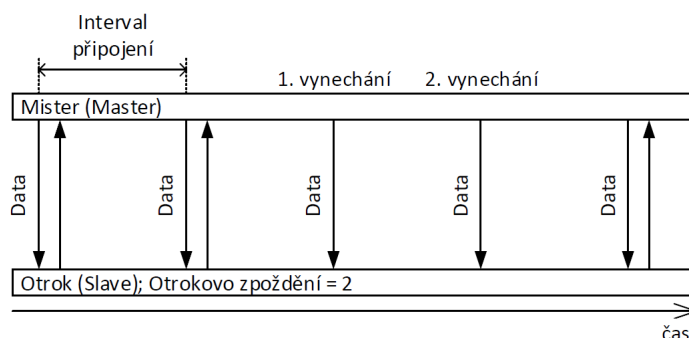 Interval
připojení
1. vynechání
2. vynechání
Mister (Master)
Data
Data
Data
Data
Data
Otrok (Slave); Otrokovo zpoždění = 2
čas